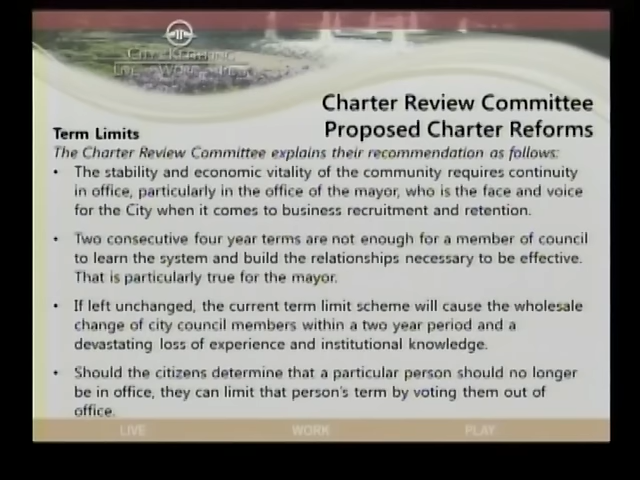 CITY OF KETTERING
LIVE WORK PLAY
Charter Review Committee
Proposed Charter Reforms
Term Limits
The Charter Review Committee explains their recommendation as follows:
• The stability and economic vitality of the community requires continuity
in office, particularly in the office of the mayor, who is the face and voice
for the City when it comes to business recruitment and retention.
• Two consecutive four year terms are not enough for a member of council
to learn the system and build the relationships necessary to be effective.
That is particularly true for the mayor.
• If left unchanged, the current term limit scheme will cause the wholesale
change of city council members within a two year period and a
devastating loss of experience and institutional knowledge.
• Should the citizens determine that a particular person should no longer
be in office, they can limit that person's term by voting them out of
office.
LIVE WORK PLAY